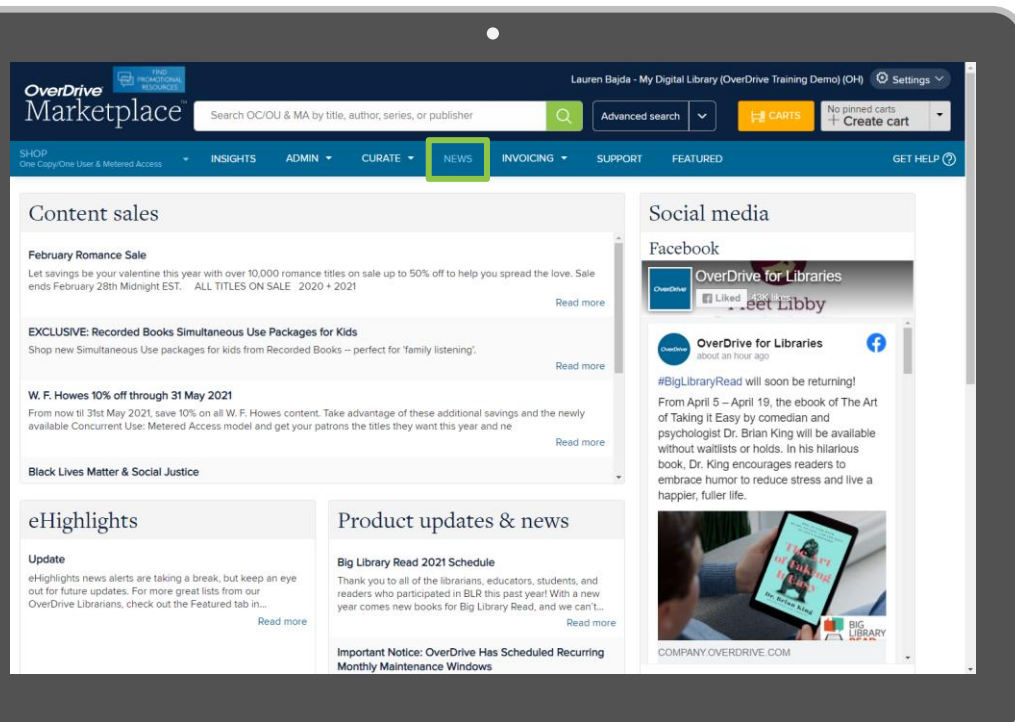 FIND
PROMOTIONAL
RESOURCES
OverDrive
Marketplace™
Lauren Bajda - My Digital Library (OverDrive Training Demo) (OH)
Settings
Search OC/OU & MA by title, author, series, or publisher
Advanced search
CARTS
No pinned carts
+ Create cart
SHOP
One Copy/One User & Metered Access
INSIGHTS
ADMIN
CURATE
NEWS
INVOICING
SUPPORT
FEATURED
GET HELP
Content sales
February Romance Sale
Let savings be your valentine this year with over 10,000 romance titles on sale up to 50% off to help you spread the love. Sale
ends February 28th Midnight EST. ALL TITLES ON SALE 2020 + 2021
Read more
EXCLUSIVE: Recorded Books Simultaneous Use Packages for Kids
Shop new Simultaneous Use packages for kids from Recorded Books – perfect for 'family listening'.
Read more
W. F. Howes 10% off through 31 May 2021
From now til 31st May 2021, save 10% on all W. F. Howes content. Take advantage of these additional savings and the newly
available Concurrent Use: Metered Access model and get your patrons the titles they want this year and ne
Read more
Black Lives Matter & Social Justice
eHighlights
Update
eHighlights news alerts are taking a break, but keep an eye
out for future updates. For more great lists from our
OverDrive Librarians, check out the Featured tab in...
Read more
Product updates & news
Big Library Read 2021 Schedule
Thank you to all of the librarians, educators, students, and
readers who participated in BLR this past year! With a new
year comes new books for Big Library Read, and we can't...
Read more
Important Notice: OverDrive Has Scheduled Recurring
Monthly Maintenance Windows
Social media
Facebook
OverDrive
OverDrive for Libraries
Liked
43K likes
Meet Libby
OverDrive
OverDrive for Libraries
about an hour ago
#BigLibraryRead will soon be returning!
From April 5 – April 19, the ebook of The Art
of Taking it Easy by comedian and
psychologist Dr. Brian King will be available
without waitlists or holds. In his hilarious
book, Dr. King encourages readers to
embrace humor to reduce stress and live a
happier, fuller life.
The Art
of Taking
It Easy
Dr. Brian King
BIG
LIBRARY
READ
COMPANY.OVERDRIVE.COM